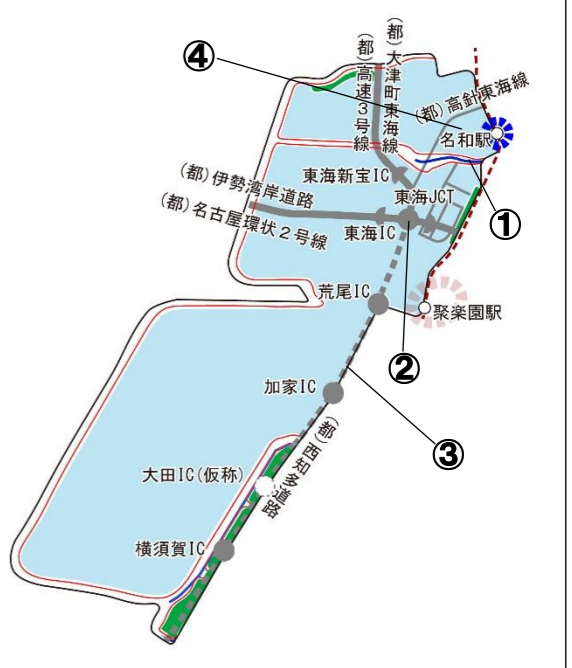 ④
(都)大津町東海線
(都)高速3号線
(都)高針東海線
名和駅
東海新宝IC
(都)伊勢湾岸道路
東海JCT
(都)名古屋環状2号線
東海IC
①
荒尾IC
聚楽園駅
②
加家IC
③
(都)西知多道路
大田IC(仮称)
横須賀IC